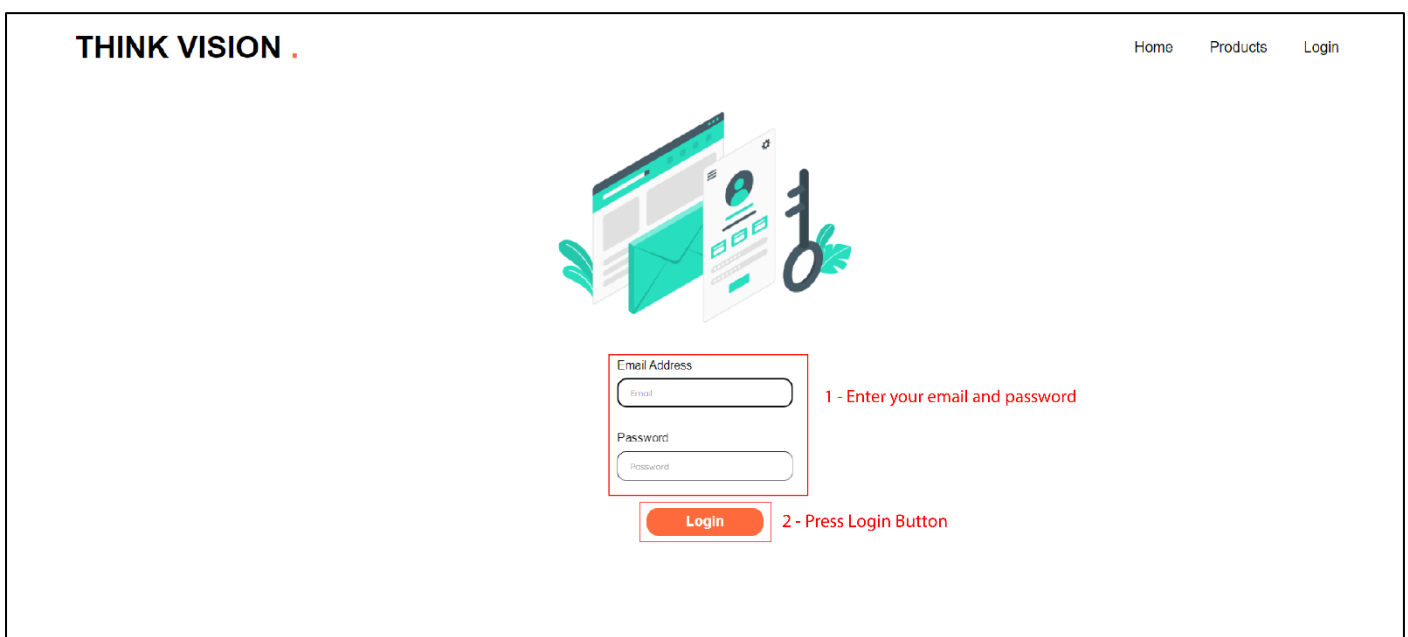 THINK VISION .
Home Products Login
Email Address
Email
1 - Enter your email and password
Password
Password
Login
2 - Press Login Button